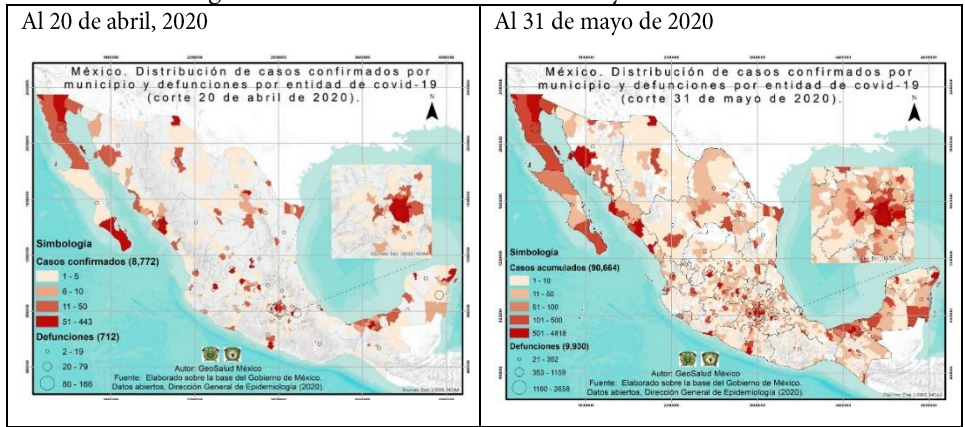 Al 20 de abril, 2020
México. Distribución de casos confirmados por
municipio y defunciones por entidad de covid-19
(corte 20 de abril de 2020).
N
Simbología
Casos confirmados (8,772)
1 - 5
6 - 10
11 - 50
51 - 443
Defunciones (712)
2 - 19
20 - 79
80 - 166
Autor: GeoSalud México
Fuente: Elaborado sobre la base del Gobierno de México.
Datos abiertos, Dirección General de Epidemiología (2020).
Al 31 de mayo de 2020
México. Distribución de casos confirmados por
municipio y defunciones por entidad de covid-19
(corte 31 de mayo de 2020).
N
Simbología
Casos acumulados (90,664)
1 - 10
11 - 50
51 - 100
101 - 500
501 - 4818
Defunciones (9,930)
21 - 352
353 - 1159
1160 - 2658
Autor: GeoSalud México
Fuente: Elaborado sobre la base del Gobierno de México.
Datos abiertos, Dirección General de Epidemiología (2020).